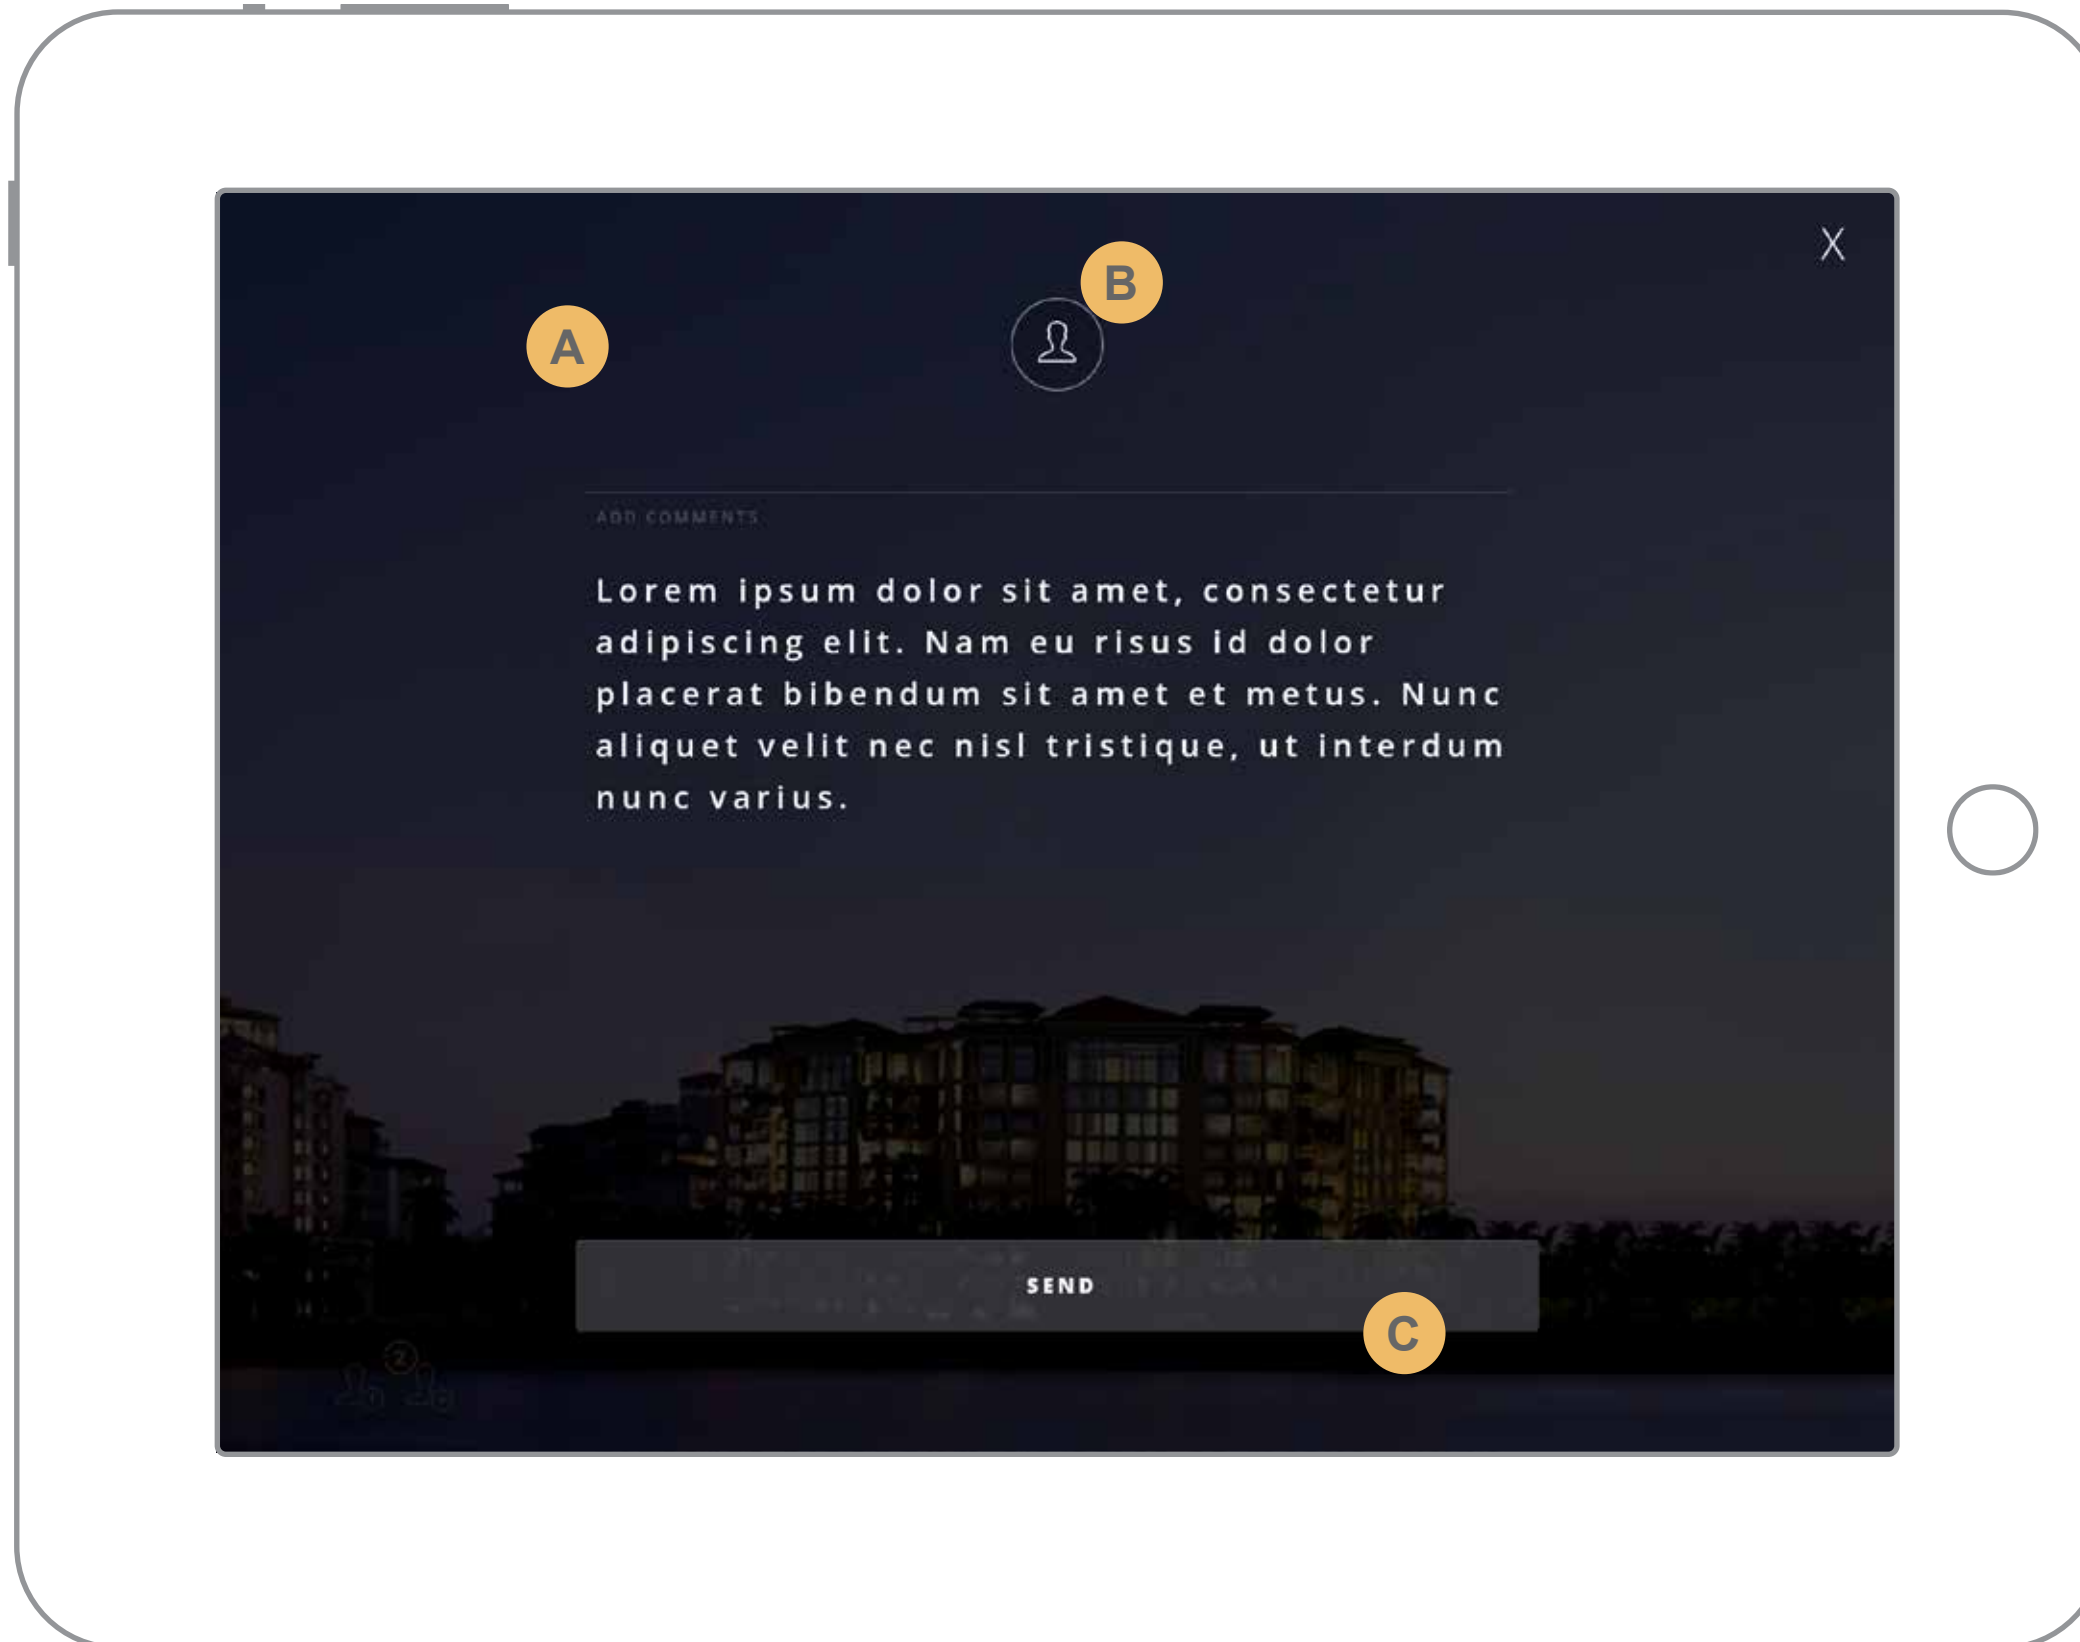 X
B
A
ADD COMMENTS
Lorem ipsum dolor sit amet, consectetur
adipiscing elit. Nam eu risus id dolor
placerat bibendum sit amet et metus. Nunc
aliquet velit nec nisl tristique, ut interdum
nunc varius.
SEND
C
2